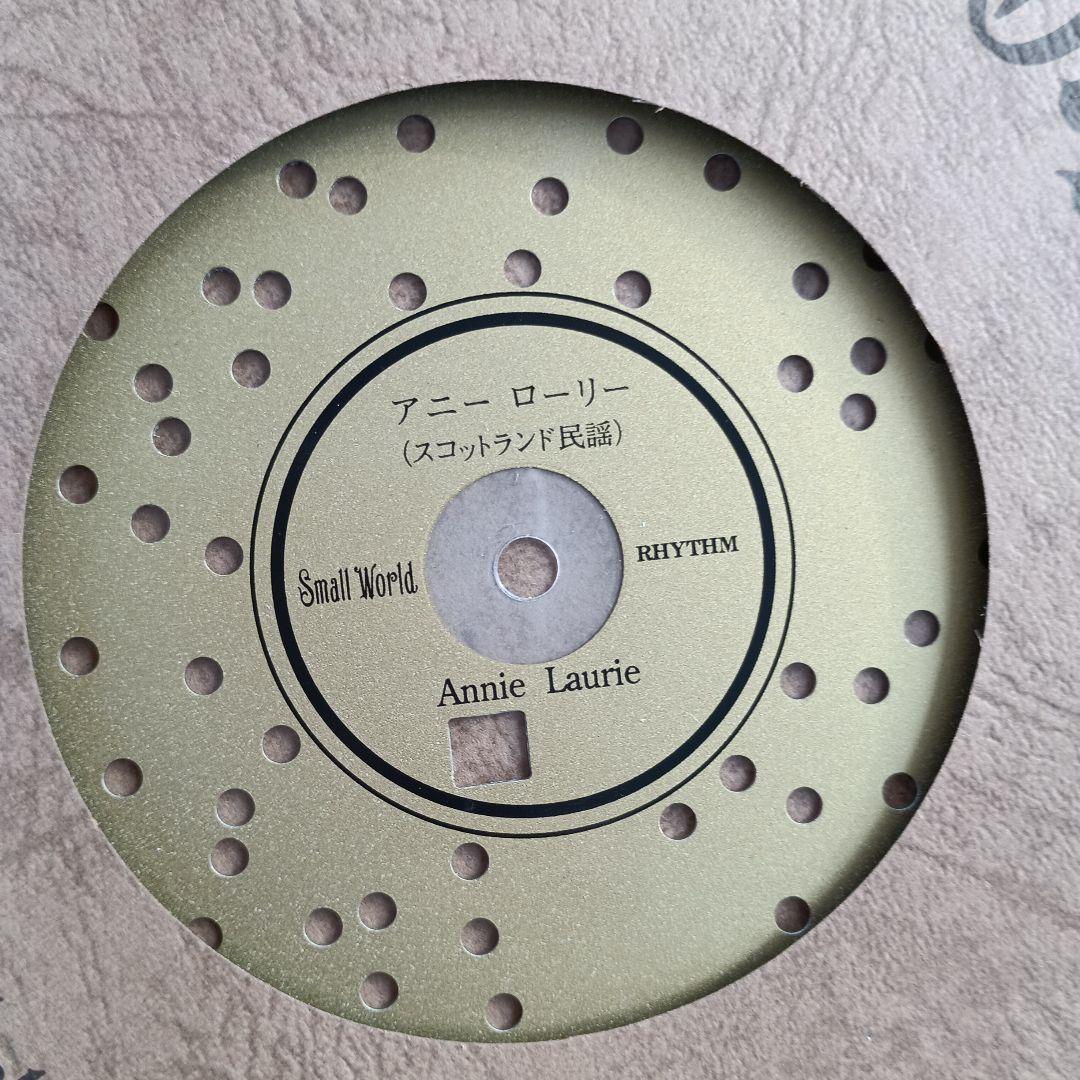 アニー ローリー
(スコットランド民謡)
Small World
RHYTHM
Annie Laurie